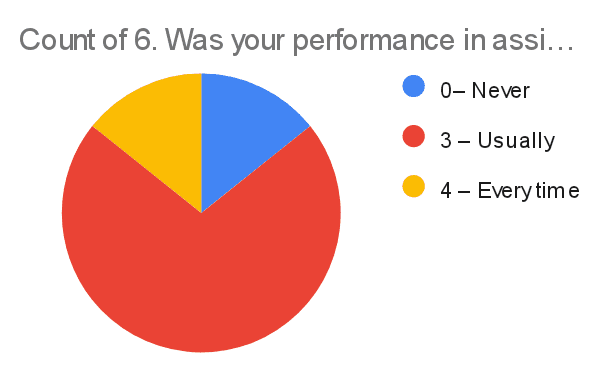 Count of 6. Was your performance in assi…
0– Never
3 – Usually
4 – Everytime